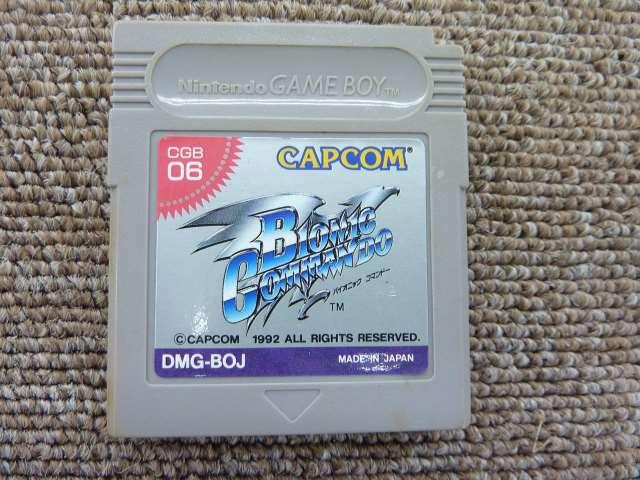 Nintendo GAME BOY™
CGB
06
CAPCOM®
BIONIC
COMMANDO
バイオニック コマンドー
™
©CAPCOM 1992 ALL RIGHTS RESERVED.
DMG-BOJ
MADE IN JAPAN